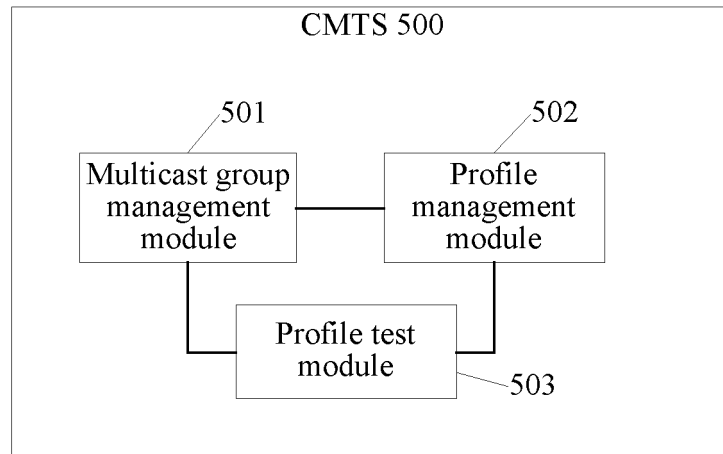 CMTS 500
501
502
Multicast group
management
module
Profile
management
module
Profile test
module
503